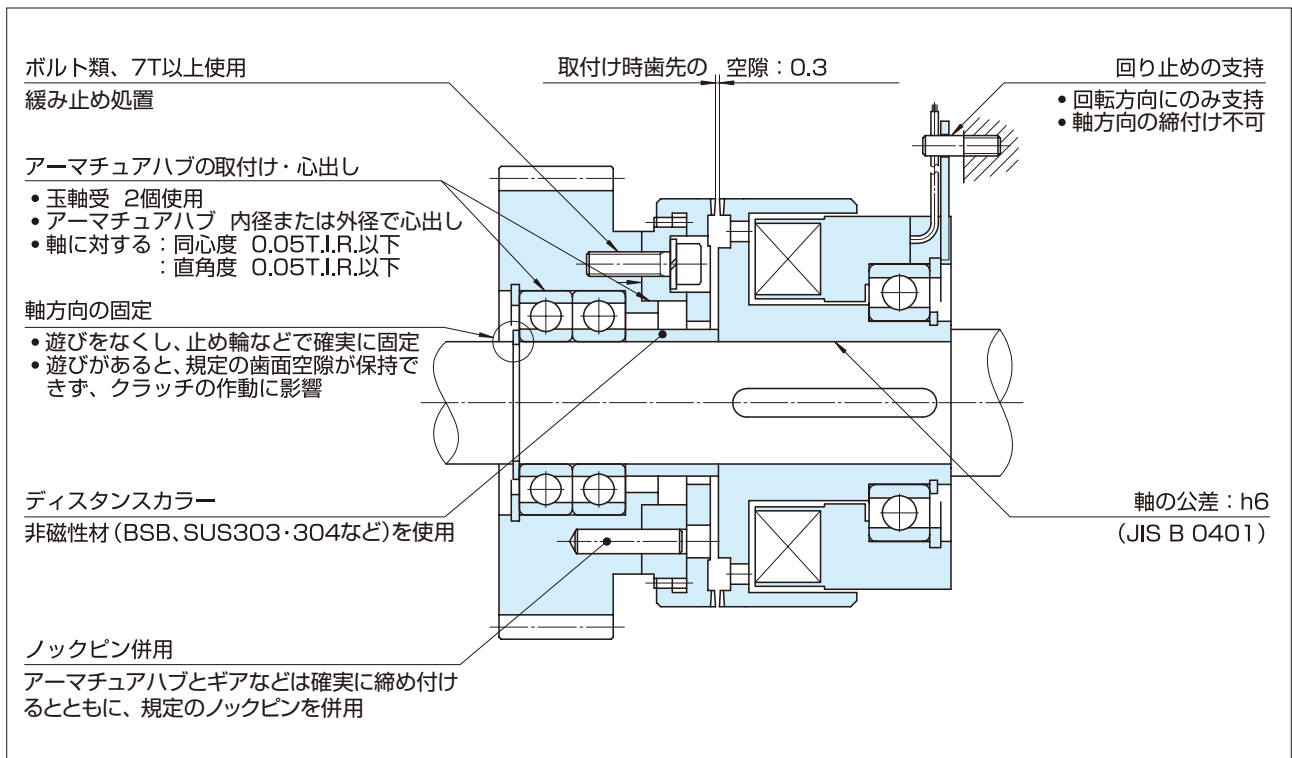 ボルト類、7T以上使用
緩み止め処置
取付け時歯先の 空隙：0.3
回り止めの支持
• 回転方向にのみ支持
• 軸方向の締付け不可
アーマチュアハブの取付け・心出し
• 玉軸受 2個使用
• アーマチュアハブ 内径または外径で心出し
• 軸に対する：同心度 0.05T.I.R.以下
：直角度 0.05T.I.R.以下
軸方向の固定
• 遊びをなくし、止め輪などで確実に固定
• 遊びがあると、規定の歯面空隙が保持で
きず、クラッチの作動に影響
ディスタンスカラー
非磁性材（BSB、SUS303・304など）を使用
軸の公差：h6
（JIS B 0401）
ノックピン併用
アーマチュアハブとギアなどは確実に締め付け
るとともに、規定のノックピンを併用